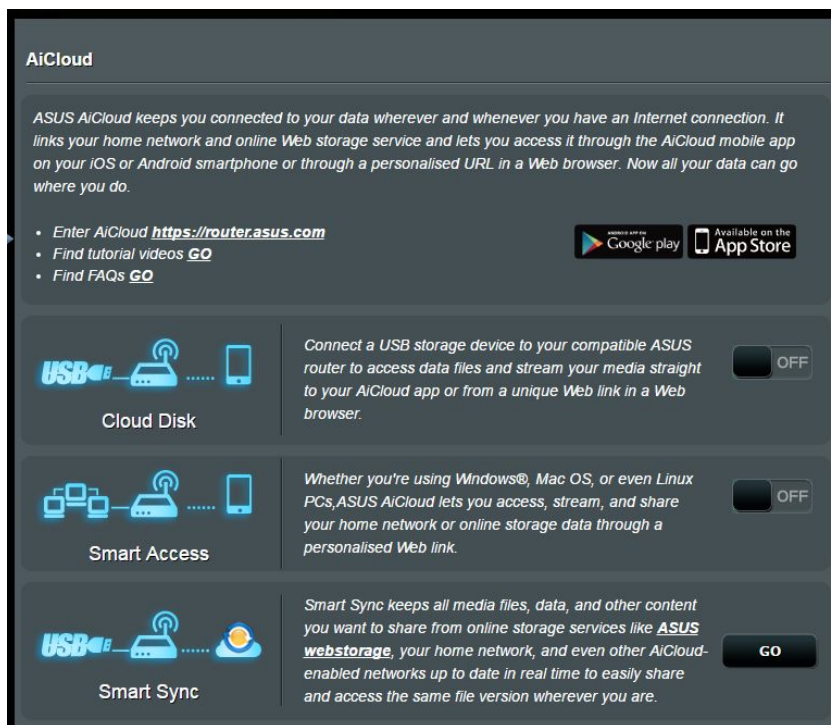 AiCloud
ASUS AiCloud keeps you connected to your data wherever and whenever you have an Internet connection. It
links your home network and online Web storage service and lets you access it through the AiCloud mobile app
on your iOS or Android smartphone or through a personalised URL in a Web browser. Now all your data can go
where you do.
• Enter AiCloud https://router.asus.com
• Find tutorial videos GO
• Find FAQs GO
ANDROID APP ON
Google play
Available on the
App Store
USB
Cloud Disk
Connect a USB storage device to your compatible ASUS
router to access data files and stream your media straight
to your AiCloud app or from a unique Web link in a Web
browser.
OFF
Smart Access
Whether you're using Windows®, Mac OS, or even Linux
PCs,ASUS AiCloud lets you access, stream, and share
your home network or online storage data through a
personalised Web link.
OFF
USB
Smart Sync
Smart Sync keeps all media files, data, and other content
you want to share from online storage services like ASUS
webstorage, your home network, and even other AiCloud-
enabled networks up to date in real time to easily share
and access the same file version wherever you are.
GO